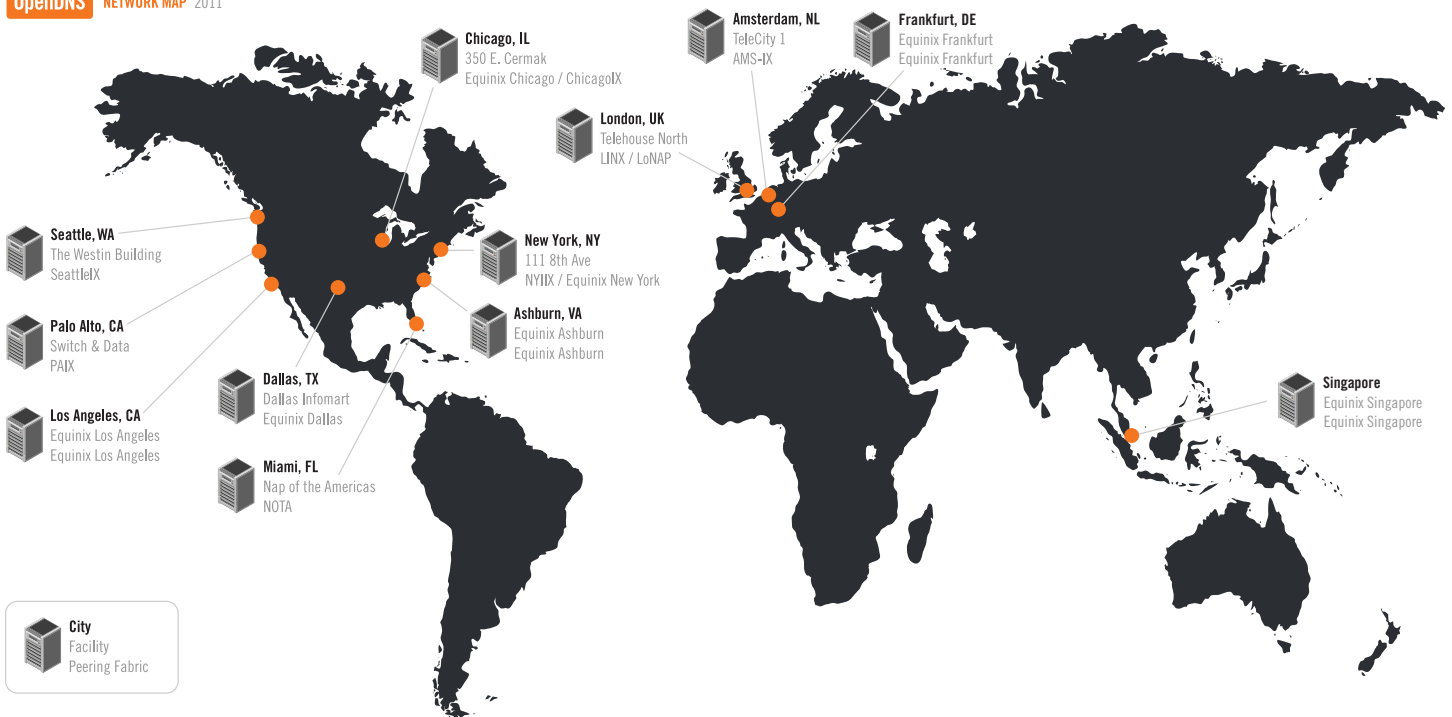 OpenDNS NETWORK MAP 2011
Chicago, IL
350 E. Cermak
Equinix Chicago / ChicagoIX
Amsterdam, NL
TeleCity 1
AMS-IX
Frankfurt, DE
Equinix Frankfurt
Equinix Frankfurt
London, UK
Telehouse North
LINX / LoNAP
Seattle, WA
The Westin Building
SeattleIX
New York, NY
111 8th Ave
NYIIX / Equinix New York
Palo Alto, CA
Switch & Data
PAIX
Ashburn, VA
Equinix Ashburn
Equinix Ashburn
Dallas, TX
Dallas Infomart
Equinix Dallas
Singapore
Equinix Singapore
Equinix Singapore
Los Angeles, CA
Equinix Los Angeles
Equinix Los Angeles
Miami, FL
Nap of the Americas
NOTA
City
Facility
Peering Fabric